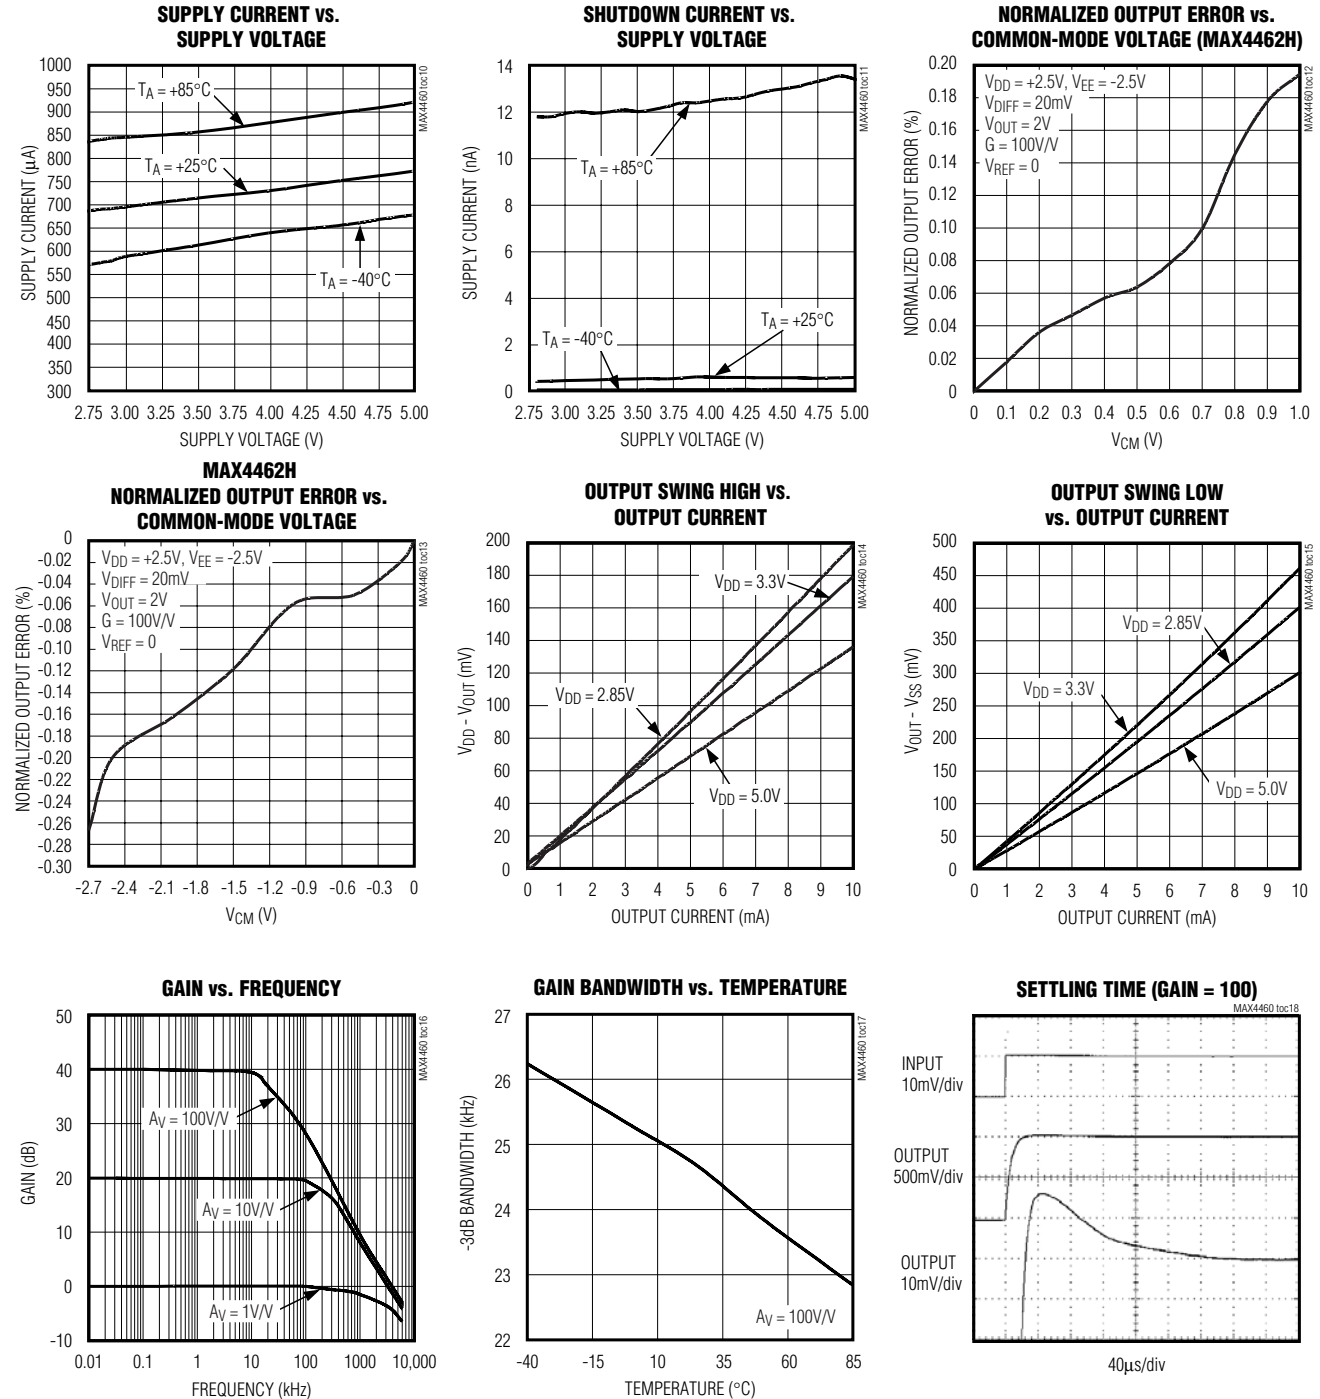 SUPPLY CURRENT vs.
SUPPLY VOLTAGE
1000
950
900
850
800
750
700
650
600
550
500
450
400
350
300
SUPPLY CURRENT (µA)
TA = +85°C
TA = +25°C
TA = -40°C
MAX4460 toc10
2.75 3.00 3.25 3.50 3.75 4.00 4.25 4.50 4.75 5.00
SUPPLY VOLTAGE (V)
SHUTDOWN CURRENT vs.
SUPPLY VOLTAGE
14
12
10
8
6
4
2
0
SUPPLY CURRENT (nA)
TA = +85°C
TA = +25°C
TA = -40°C
MAX4460 toc11
2.75 3.00 3.25 3.50 3.75 4.00 4.25 4.50 4.75 5.00
SUPPLY VOLTAGE (V)
NORMALIZED OUTPUT ERROR vs.
COMMON-MODE VOLTAGE (MAX4462H)
0.20
0.18
0.16
0.14
0.12
0.10
0.08
0.06
0.04
0.02
0
NORMALIZED OUTPUT ERROR (%)
VDD = +2.5V, VEE = -2.5V
VDIFF = 20mV
VOUT = 2V
G = 100V/V
VREF = 0
MAX4460 toc12
0 0.1 0.2 0.3 0.4 0.5 0.6 0.7 0.8 0.9 1.0
VCM (V)
MAX4462H
NORMALIZED OUTPUT ERROR vs.
COMMON-MODE VOLTAGE
0
-0.02
-0.04
-0.06
-0.08
-0.10
-0.12
-0.14
-0.16
-0.18
-0.20
-0.22
-0.24
-0.26
-0.28
-0.30
NORMALIZED OUTPUT ERROR (%)
VDD = +2.5V, VEE = -2.5V
VDIFF = 20mV
VOUT = 2V
G = 100V/V
VREF = 0
MAX4460 toc13
-2.7 -2.4 -2.1 -1.8 -1.5 -1.2 -0.9 -0.6 -0.3 0
VCM (V)
OUTPUT SWING HIGH vs.
OUTPUT CURRENT
200
180
160
140
120
100
80
60
40
20
0
VDD - VOUT (mV)
VDD = 3.3V
VDD = 2.85V
VDD = 5.0V
MAX4460 toc14
0 1 2 3 4 5 6 7 8 9 10
OUTPUT CURRENT (mA)
OUTPUT SWING LOW
vs. OUTPUT CURRENT
500
450
400
350
300
250
200
150
100
50
0
VOUT - VSS (mV)
VDD = 2.85V
VDD = 3.3V
VDD = 5.0V
MAX4460 toc15
0 1 2 3 4 5 6 7 8 9 10
OUTPUT CURRENT (mA)
GAIN vs. FREQUENCY
50
40
30
20
10
0
-10
GAIN (dB)
AV = 100V/V
AV = 10V/V
AV = 1V/V
MAX4460 toc16
0.01 0.1 1 10 100 1000 10,000
FREQUENCY (kHz)
GAIN BANDWIDTH vs. TEMPERATURE
27
26
25
24
23
22
-3dB BANDWIDTH (kHz)
AV = 100V/V
MAX4460 toc17
-40 -15 10 35 60 85
TEMPERATURE (°C)
SETTLING TIME (GAIN = 100)
MAX4460 toc18
INPUT
10mV/div
OUTPUT
500mV/div
OUTPUT
10mV/div
40µs/div